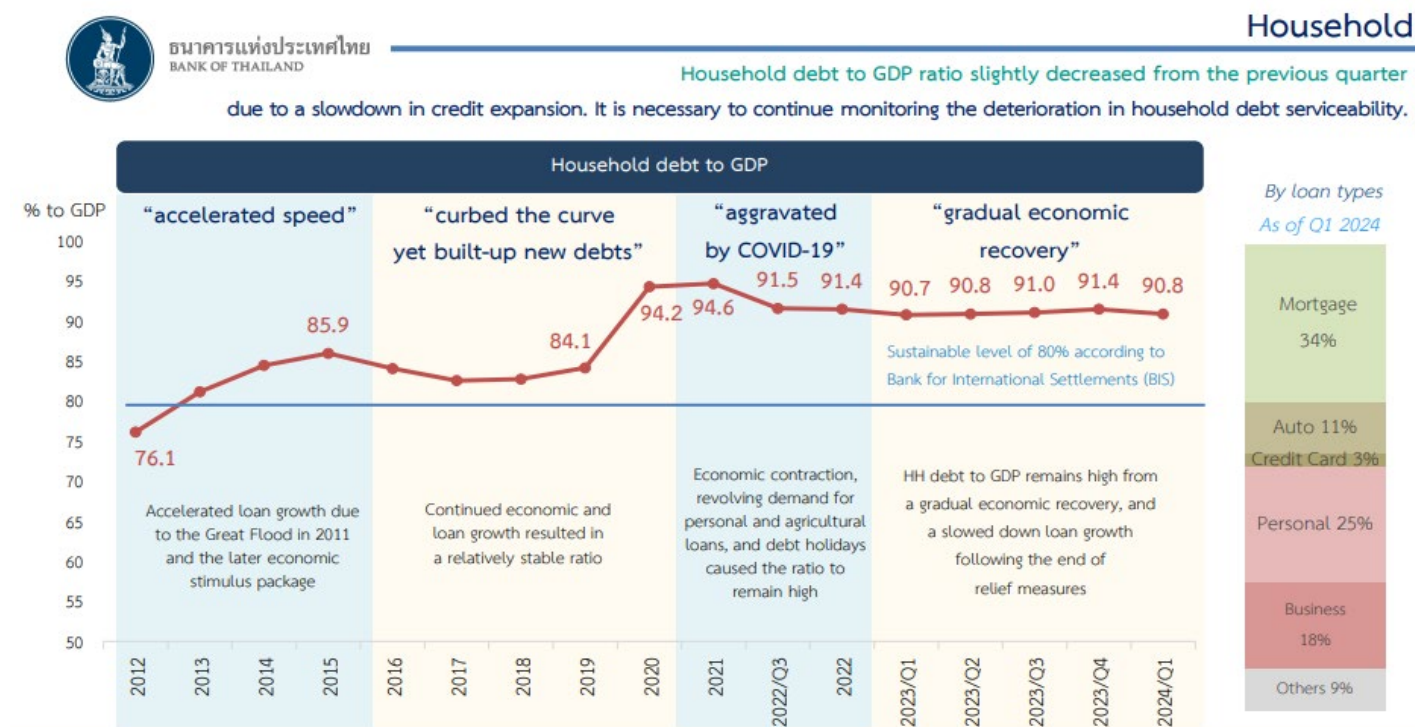 ธนาคารแห่งประเทศไทย
BANK OF THAILAND
Household
Household debt to GDP ratio slightly decreased from the previous quarter
due to a slowdown in credit expansion. It is necessary to continue monitoring the deterioration in household debt serviceability.
Household debt to GDP
% to GDP
100
95
90
85
80
75
70
65
60
55
50
“accelerated speed”
“curbed the curve
yet built-up new debts”
“aggravated
by COVID-19”
“gradual economic
recovery”
76.1
85.9
84.1
94.2
94.6
91.5
91.4
90.7
90.8
91.0
91.4
90.8
Sustainable level of 80% according to
Bank for International Settlements (BIS)
Accelerated loan growth due
to the Great Flood in 2011
and the later economic
stimulus package
Continued economic and
loan growth resulted in
a relatively stable ratio
Economic contraction,
revolving demand for
personal and agricultural
loans, and debt holidays
caused the ratio to
remain high
HH debt to GDP remains high from
a gradual economic recovery, and
a slowed down loan growth
following the end of
relief measures
2012
2013
2014
2015
2016
2017
2018
2019
2020
2021
2022/Q3
2022
2023/Q1
2023/Q2
2023/Q3
2023/Q4
2024/Q1
By loan types
As of Q1 2024
Mortgage
34%
Auto 11%
Credit Card 3%
Personal 25%
Business
18%
Others 9%